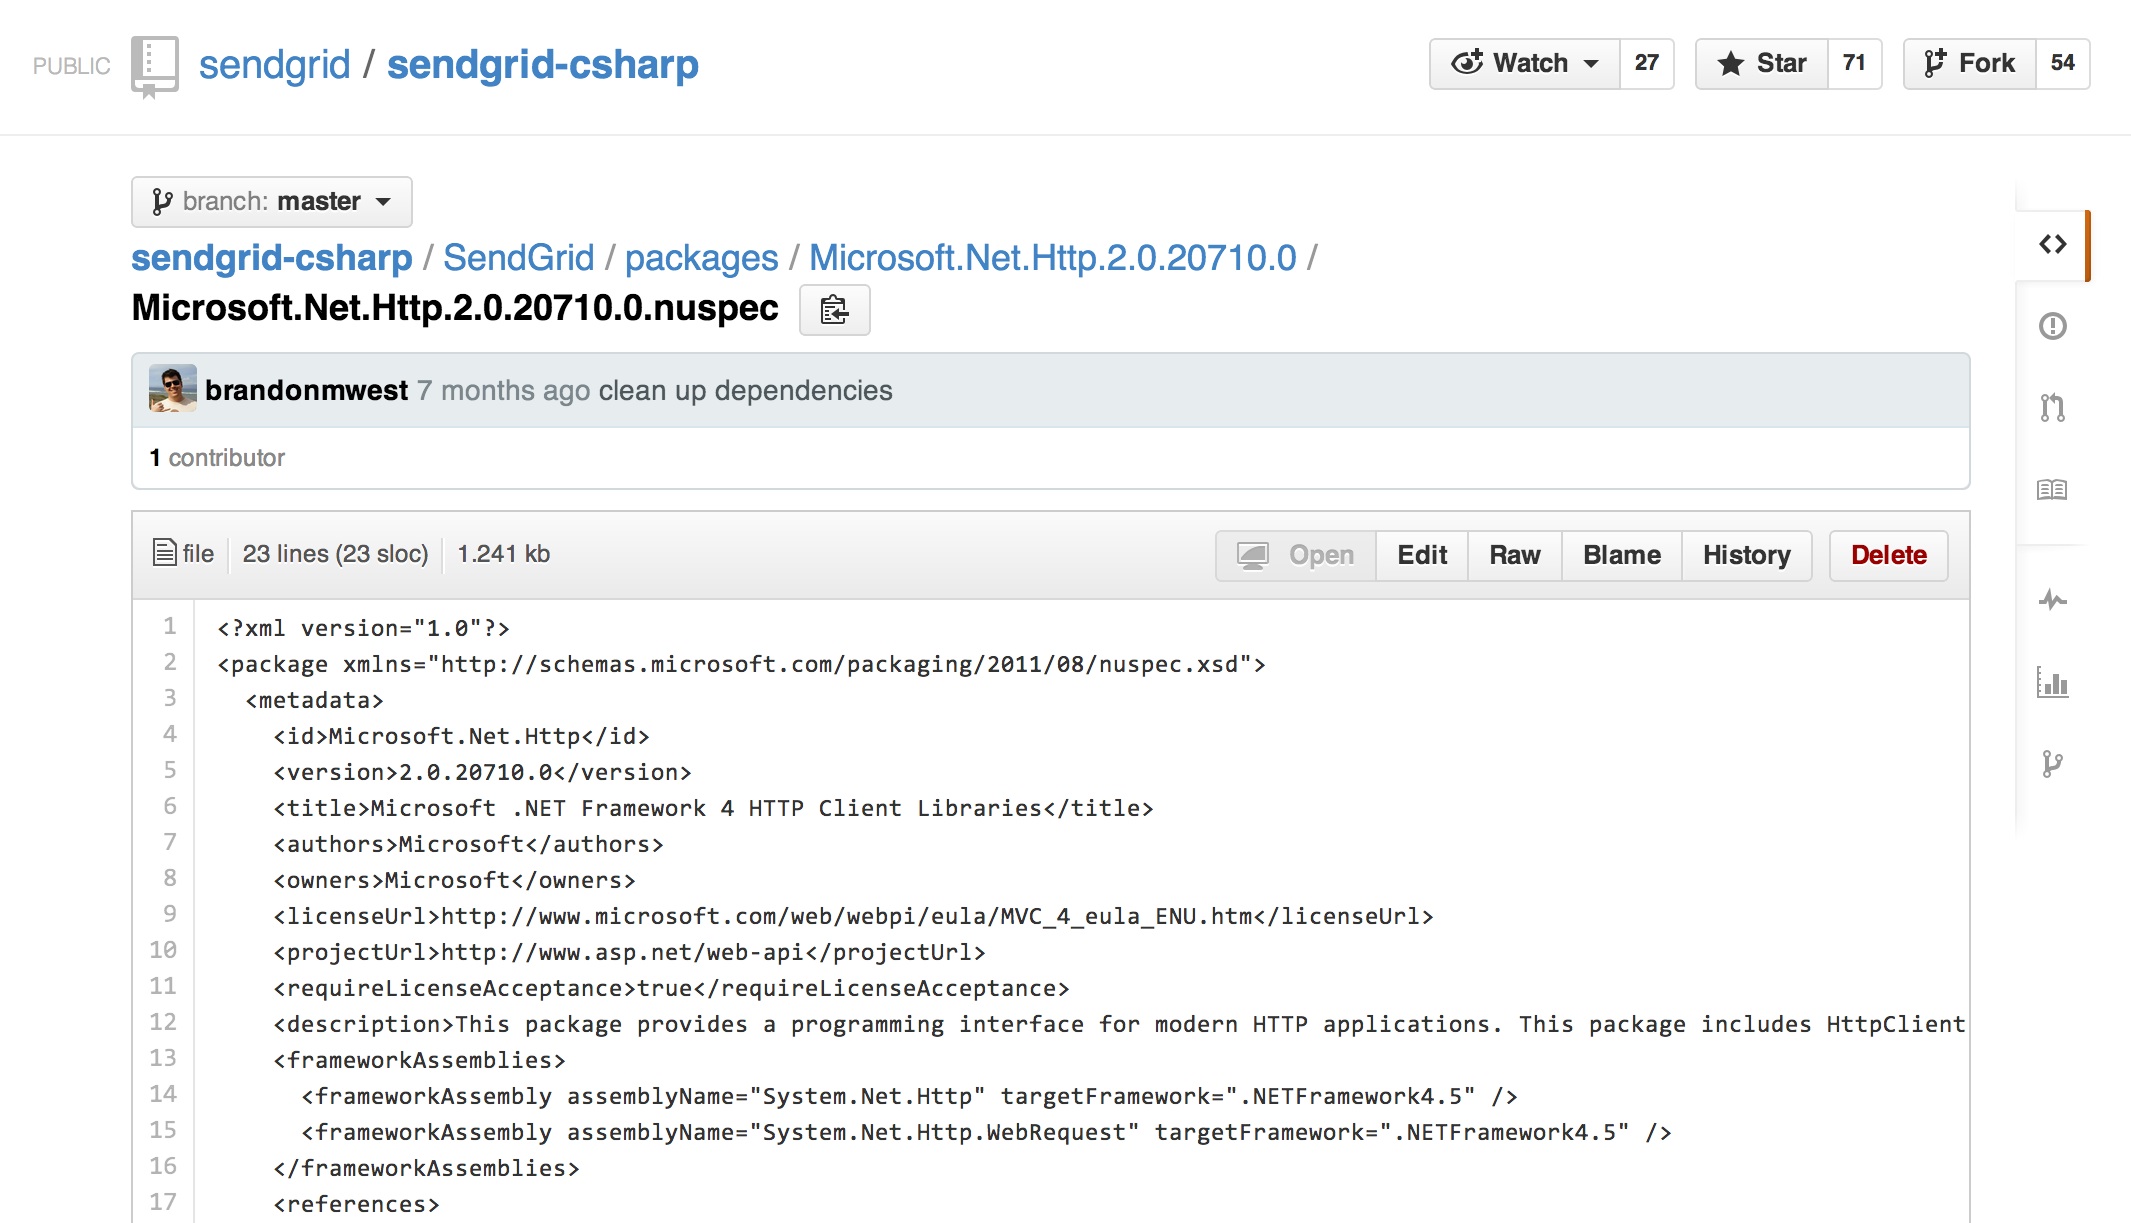 PUBLIC sendgrid / sendgrid-csharp Watch 27 Star 71 Fork 54
branch: master
sendgrid-csharp / SendGrid / packages / Microsoft.Net.Http.2.0.20710.0 /
Microsoft.Net.Http.2.0.20710.0.nuspec
brandonmwest 7 months ago clean up dependencies
1 contributor
file 23 lines (23 sloc) 1.241 kb Open Edit Raw Blame History Delete
1 <?xml version="1.0"?>
2 <package xmlns="http://schemas.microsoft.com/packaging/2011/08/nuspec.xsd">
3 <metadata>
4 <id>Microsoft.Net.Http</id>
5 <version>2.0.20710.0</version>
6 <title>Microsoft .NET Framework 4 HTTP Client Libraries</title>
7 <authors>Microsoft</authors>
8 <owners>Microsoft</owners>
9 <licenseUrl>http://www.microsoft.com/web/webpi/eula/MVC_4_eula_ENU.htm</licenseUrl>
10 <projectUrl>http://www.asp.net/web-api</projectUrl>
11 <requireLicenseAcceptance>true</requireLicenseAcceptance>
12 <description>This package provides a programming interface for modern HTTP applications. This package includes HttpClient
13 <frameworkAssemblies>
14 <frameworkAssembly assemblyName="System.Net.Http" targetFramework=".NETFramework4.5" />
15 <frameworkAssembly assemblyName="System.Net.Http.WebRequest" targetFramework=".NETFramework4.5" />
16 </frameworkAssemblies>
17 <references>